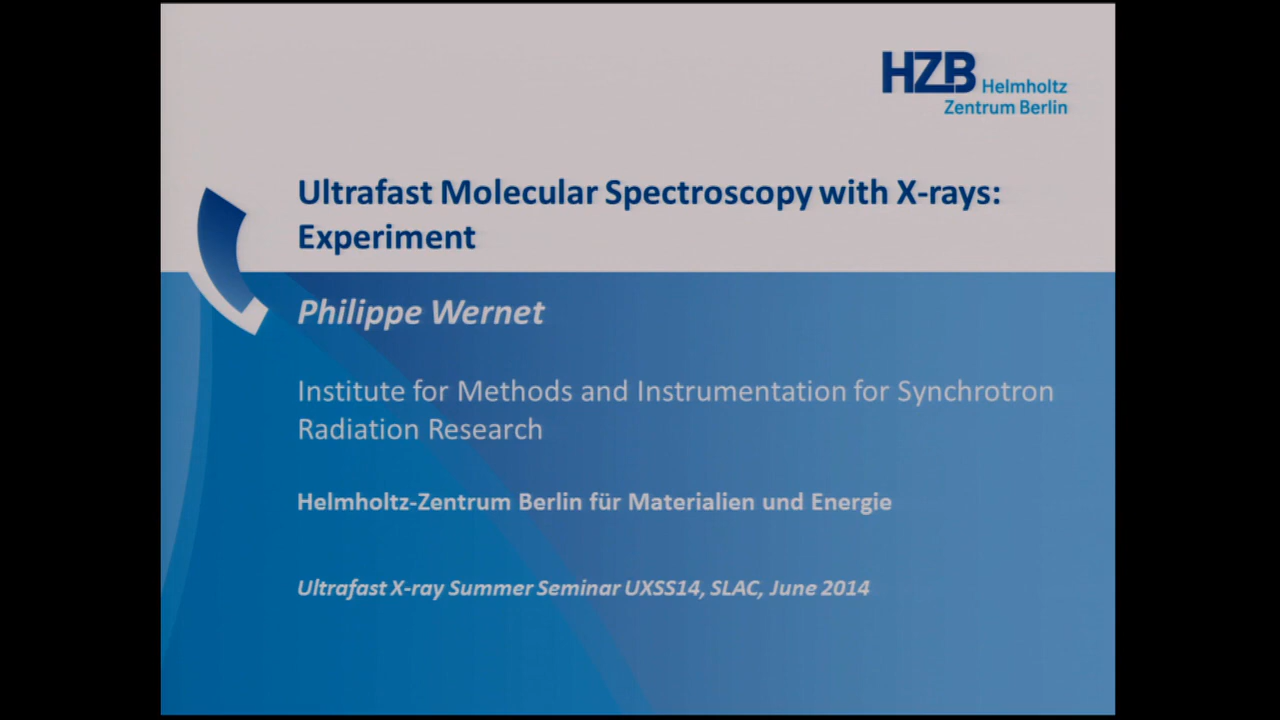 HZB Helmholtz
Zentrum Berlin
Ultrafast Molecular Spectroscopy with X-rays:
Experiment
Philippe Wernet
Institute for Methods and Instrumentation for Synchrotron
Radiation Research
Helmholtz-Zentrum Berlin für Materialien und Energie
Ultrafast X-ray Summer Seminar UXSS14, SLAC, June 2014